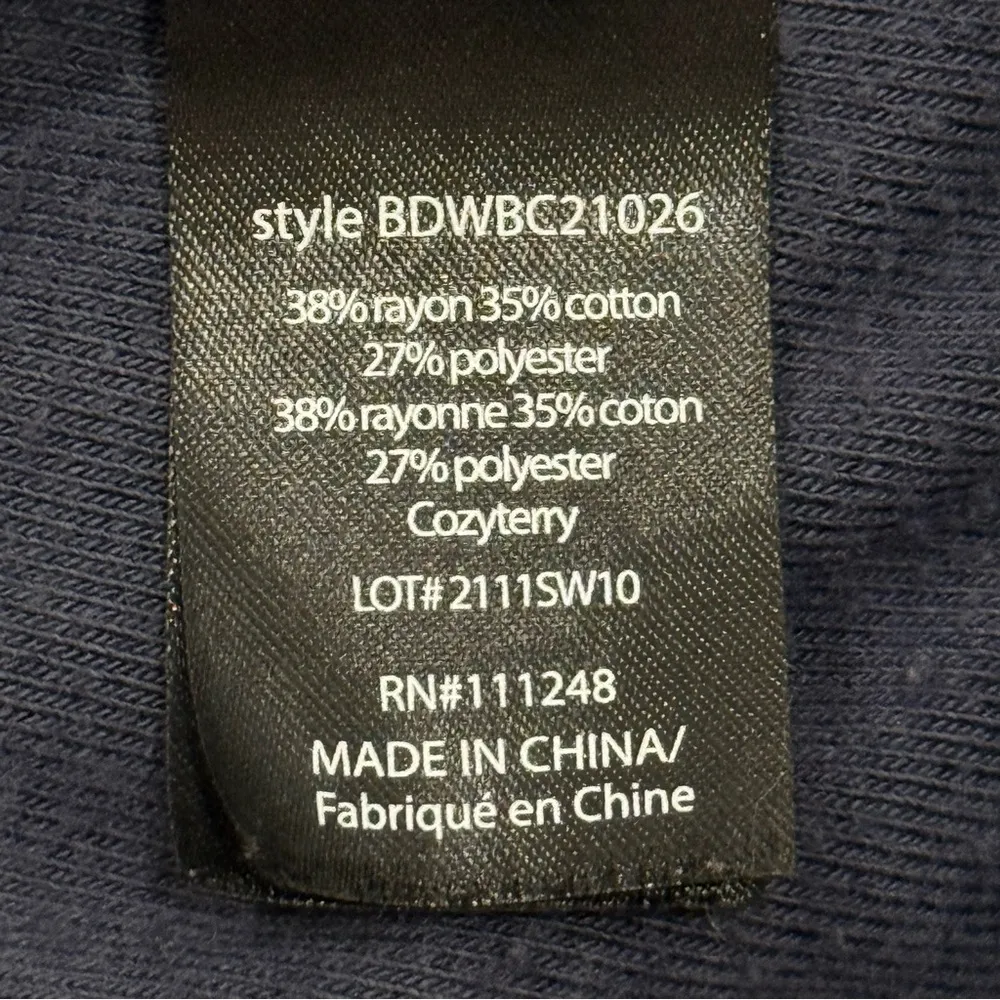 style BDWBC21026
38% rayon 35% cotton
27% polyester
38% rayonne 35% coton
27% polyester
Cozyterry
LOT# 2111SW10
RN#111248
MADE IN CHINA/
Fabriqué en Chine